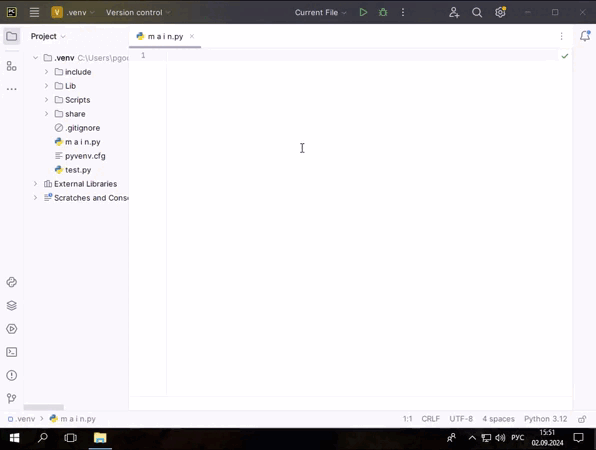 PC
V .venv Version control Current File
Project
m a i n.py
.venv C:\Users\pgo
include
Lib
Scripts
share
.gitignore
m a i n.py
pyvenv.cfg
test.py
External Libraries
Scratches and Conso
1
.venv m a i n.py 1:1 CRLF UTF-8 4 spaces Python 3.12
РУС
15:51
02.09.2024